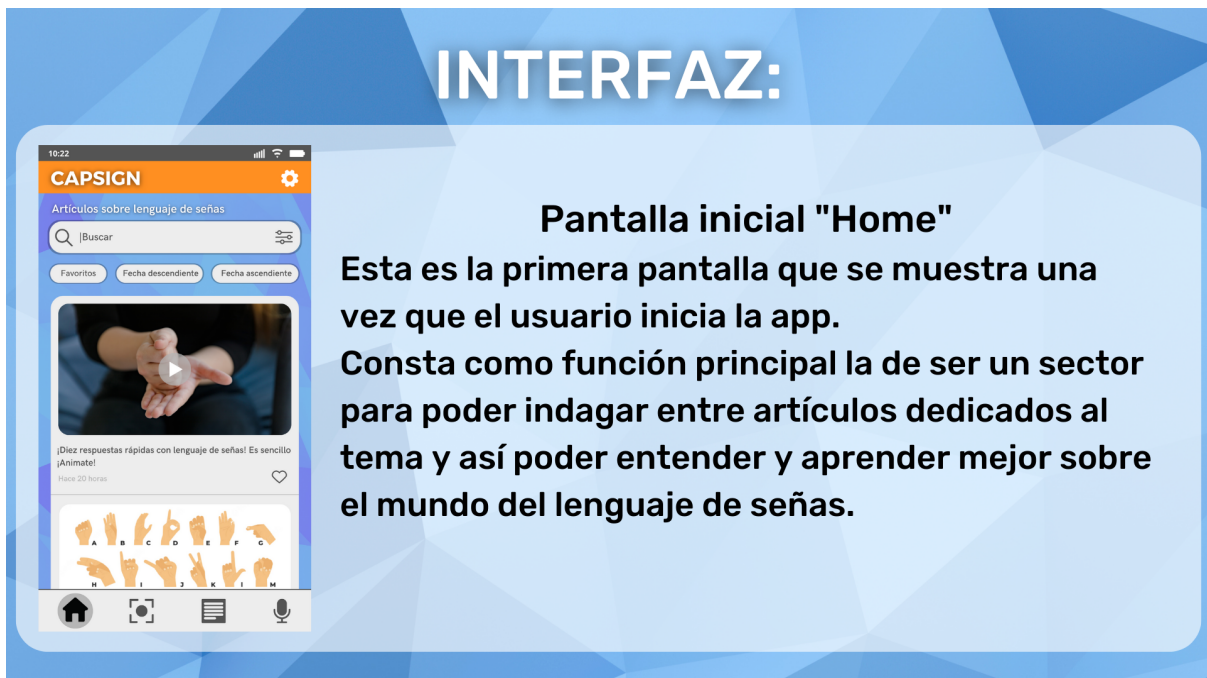 INTERFAZ:
10:22
CAPSIGN
Artículos sobre lenguaje de señas
|Buscar
Favoritos
Fecha descendiente
Fecha ascendiente
¡Diez respuestas rápidas con lenguaje de señas! Es sencillo
¡Animate!
Hace 20 horas
A B C D E F G
H I J K l M
Pantalla inicial "Home"
Esta es la primera pantalla que se muestra una
vez que el usuario inicia la app.
Consta como función principal la de ser un sector
para poder indagar entre artículos dedicados al
tema y así poder entender y aprender mejor sobre
el mundo del lenguaje de señas.